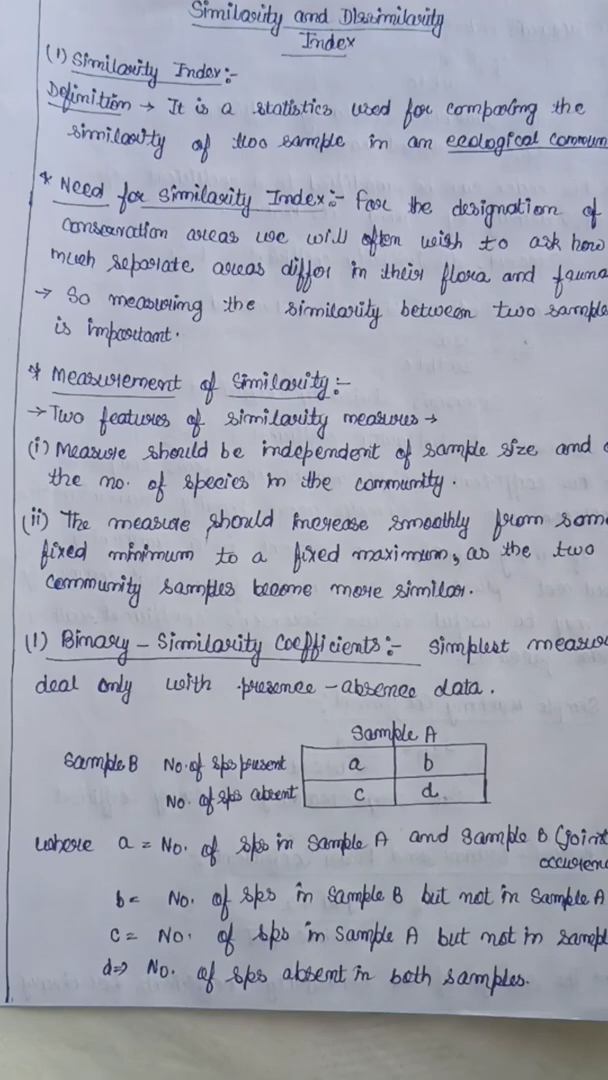 Similarity and Dissimilarity
Index
(1) Similarity Index:-
Definition → It is a statistics used for comparing the
similarity of two sample in an ecological commun
* Need for similarity Index:- For the designation of
conservation areas we will often wish to ask how
much separate areas differ in their flora and fauna
→ So measuring the similarity between two sample
is important.
* Measurement of Similarity:-
→ Two features of similarity measures →
(i) Measure should be independent of sample size and
the no. of species in the community.
(ii) The measure should increase smoothly from som
fixed minimum to a fixed maximum, as the two
community samples become more similar.
(1) Binary - Similarity Coefficients:- simplest measur
deal only with presence - absence data.
Sample A
Sample B No. of sps present a b
No. of sps absent c d
where a = No. of sps in sample A and sample B (joint
occuren
b = No. of sps in sample B but not in sample A
c = No. of sps in sample A but not in sampl
d ⇒ No. of sps absent in both samples.